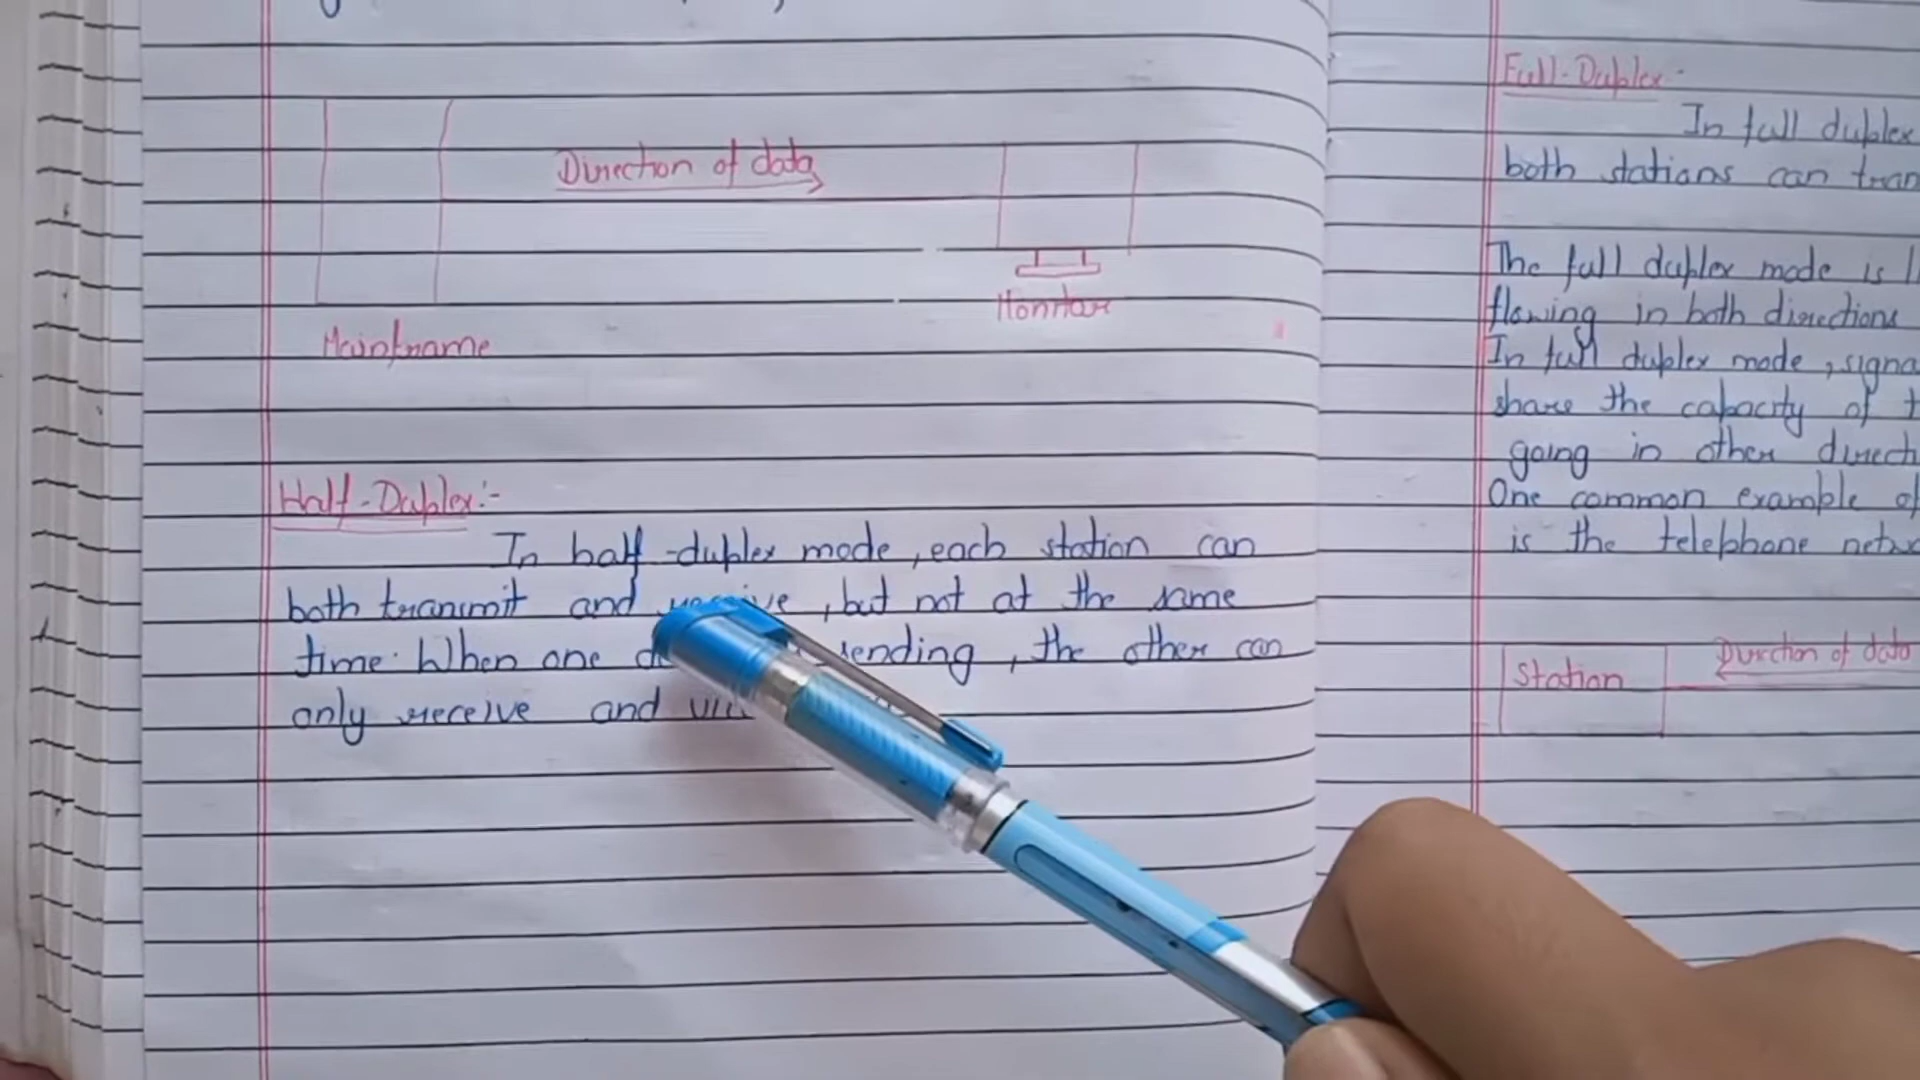 Direction of data
Monitor
Mainframe
Half-Duplex:-
In half-duplex mode, each station can
both transmit and receive, but not at the same
time. When one sending, the other can
only receive and
Full-Duplex:-
In full duplex
both stations can
The full duplex mode is
flowing in both directions
In full duplex mode,
share the capacity of
going in other
One common example of
is the telephone
Station
Direction of data